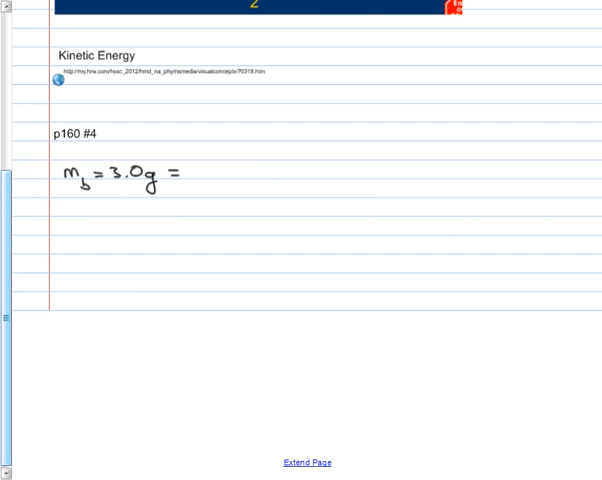 2
Kinetic Energy
http://my.hrw.com/hssc_2012/hmd_na_phy/nsmedia/visualconcepts/70318.htm
p160 #4
m_b = 3.0g =
Extend Page